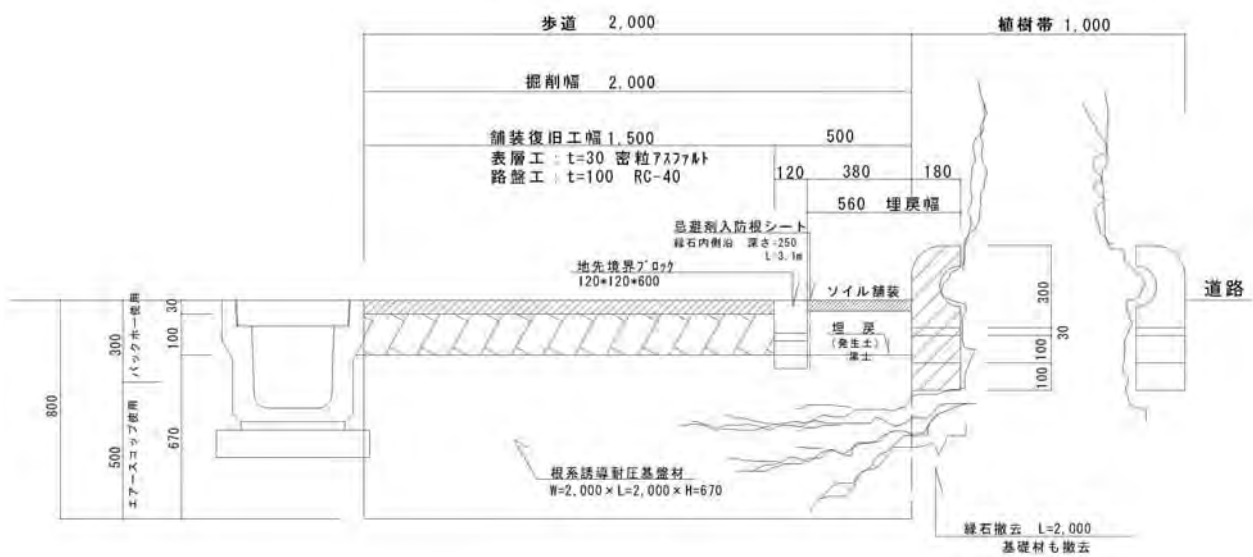 歩道 2,000
植樹帯 1,000
掘削幅 2,000
舗装復旧工幅 1,500
500
表層工：t=30 密粒アスファルト
路盤工：t=100 RC-40
120
380
180
560 埋戻幅
忌避剤入防根シート
縁石内側沿 深さ=250
L=3.1m
地先境界ブロック
120*120*600
ソイル舗装
道路
埋戻
(発生土)
黒土
300
30
100
100
30
100
670
300
バックホー使用
500
エアースコップ使用
800
根系誘導耐圧基盤材
W=2,000×L=2,000×H=670
縁石撤去 L=2,000
基礎材も撤去